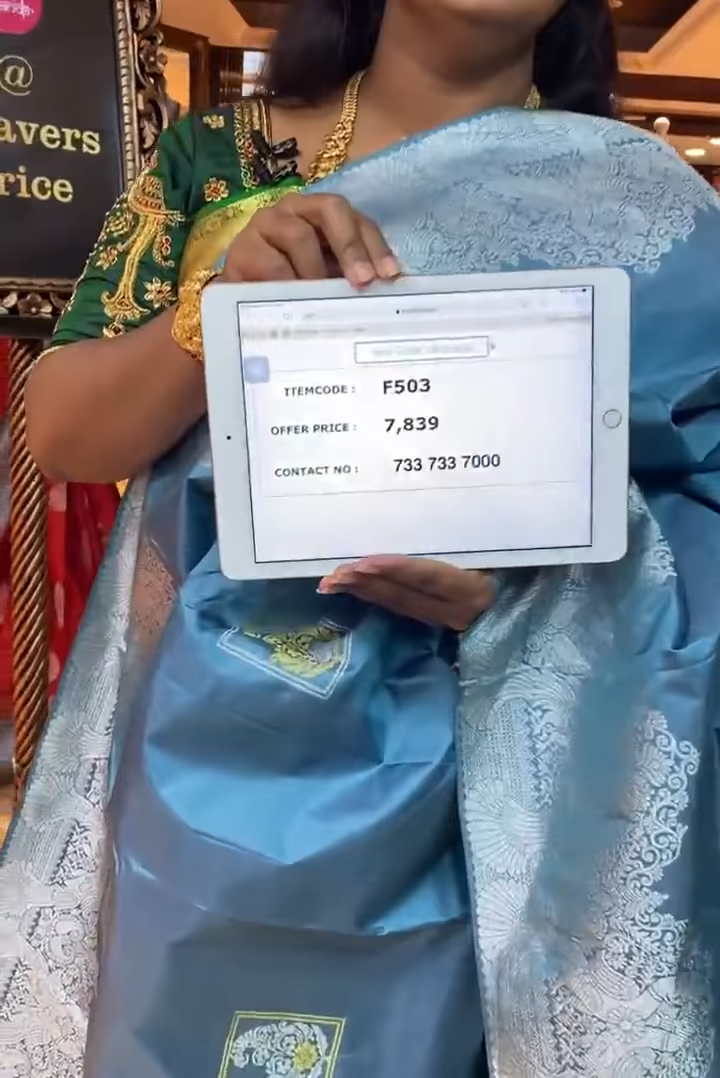 @
avers
rice
ITEMCODE : F503
OFFER PRICE : 7,839
CONTACT NO : 733 733 7000